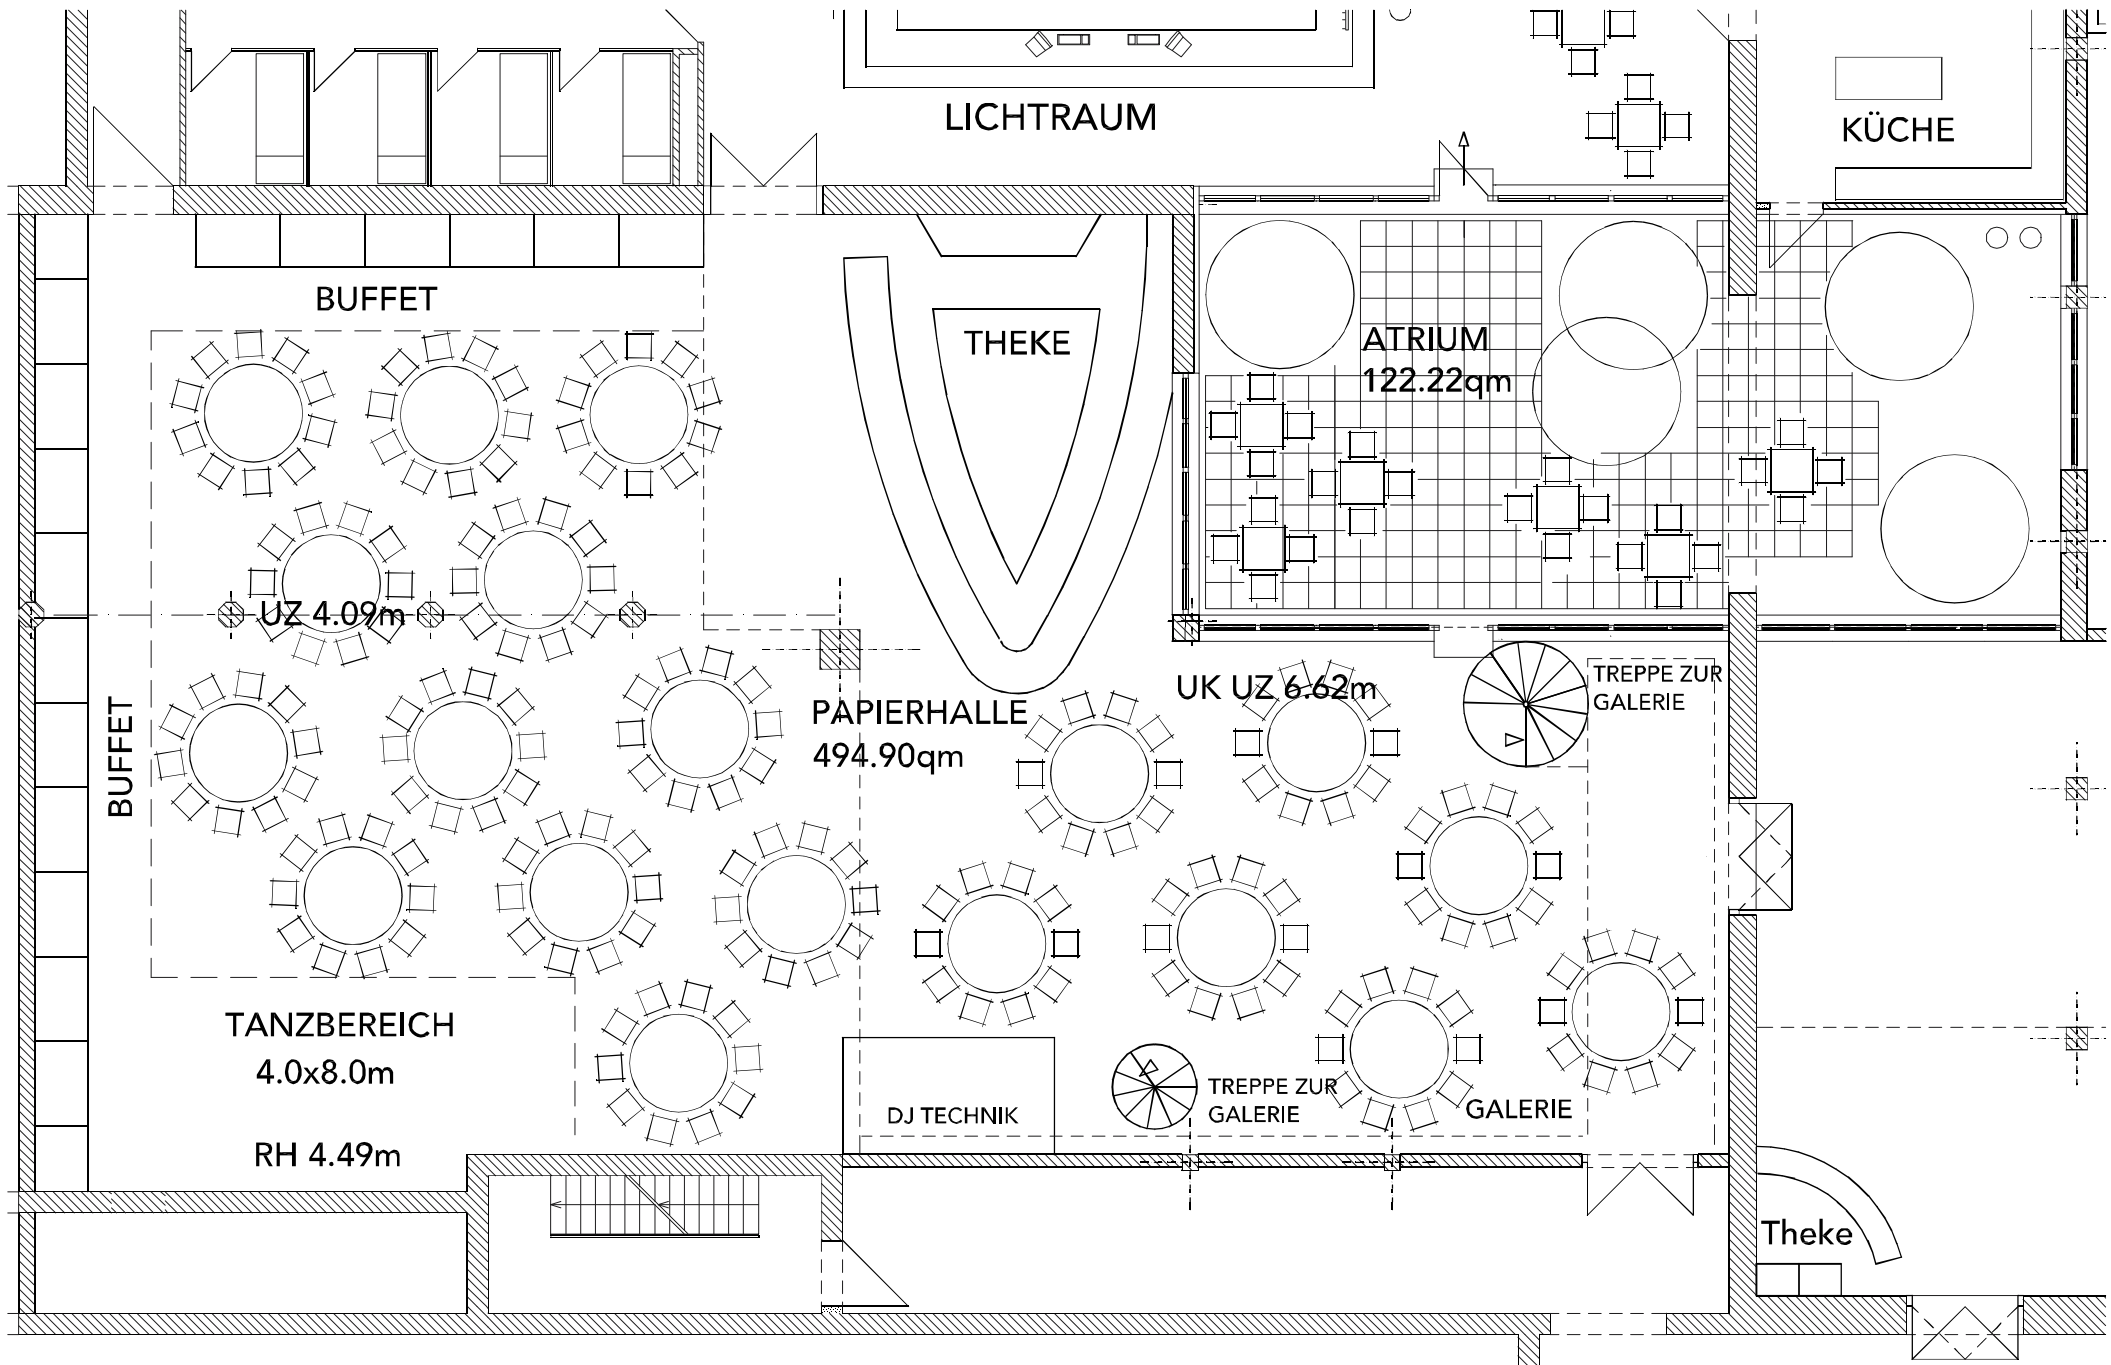 LICHTRAUM
KÜCHE
BUFFET
THEKE
ATRIUM
122.22qm
UZ 4.09m
BUFFET
PAPIERHALLE
494.90qm
UK UZ 6.62m
TREPPE ZUR
GALERIE
TANZBEREICH
4.0x8.0m
RH 4.49m
DJ TECHNIK
TREPPE ZUR
GALERIE
GALERIE
Theke